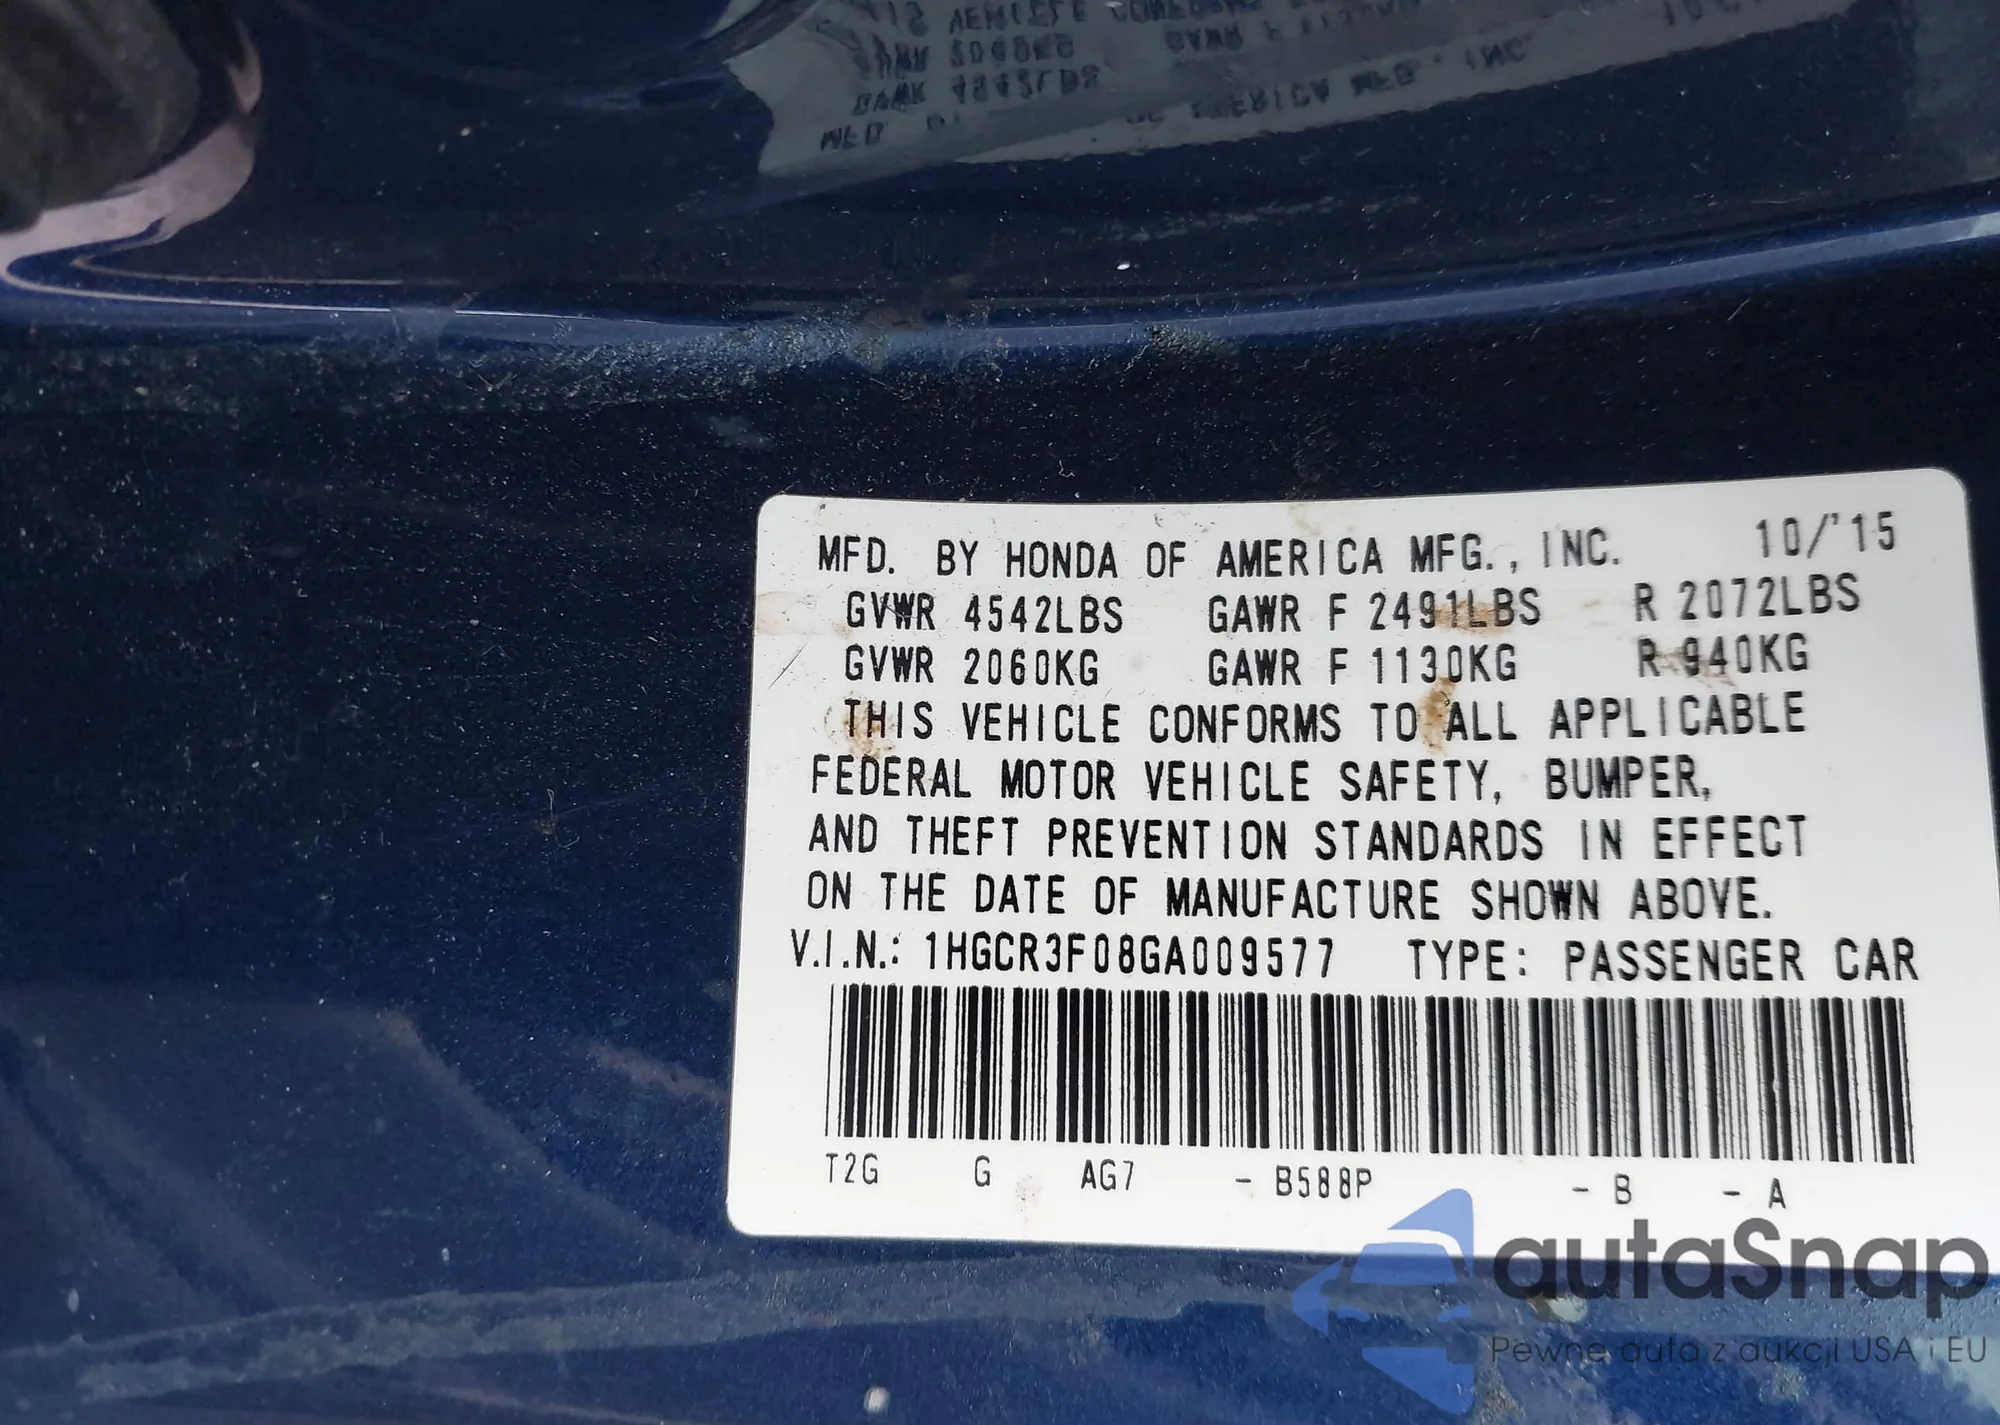 MFD. BY HONDA OF AMERICA MFG., INC. 10/'15
GVWR 4542LBS GAWR F 2491LBS R 2072LBS
GVWR 2060KG GAWR F 1130KG R 940KG
THIS VEHICLE CONFORMS TO ALL APPLICABLE
FEDERAL MOTOR VEHICLE SAFETY, BUMPER,
AND THEFT PREVENTION STANDARDS IN EFFECT
ON THE DATE OF MANUFACTURE SHOWN ABOVE.
V.I.N.: 1HGCR3F08GA009577 TYPE: PASSENGER CAR
T2G G AG7 - B588P - B - A
autaSnap
Pewne auta z aukcji USA i EU